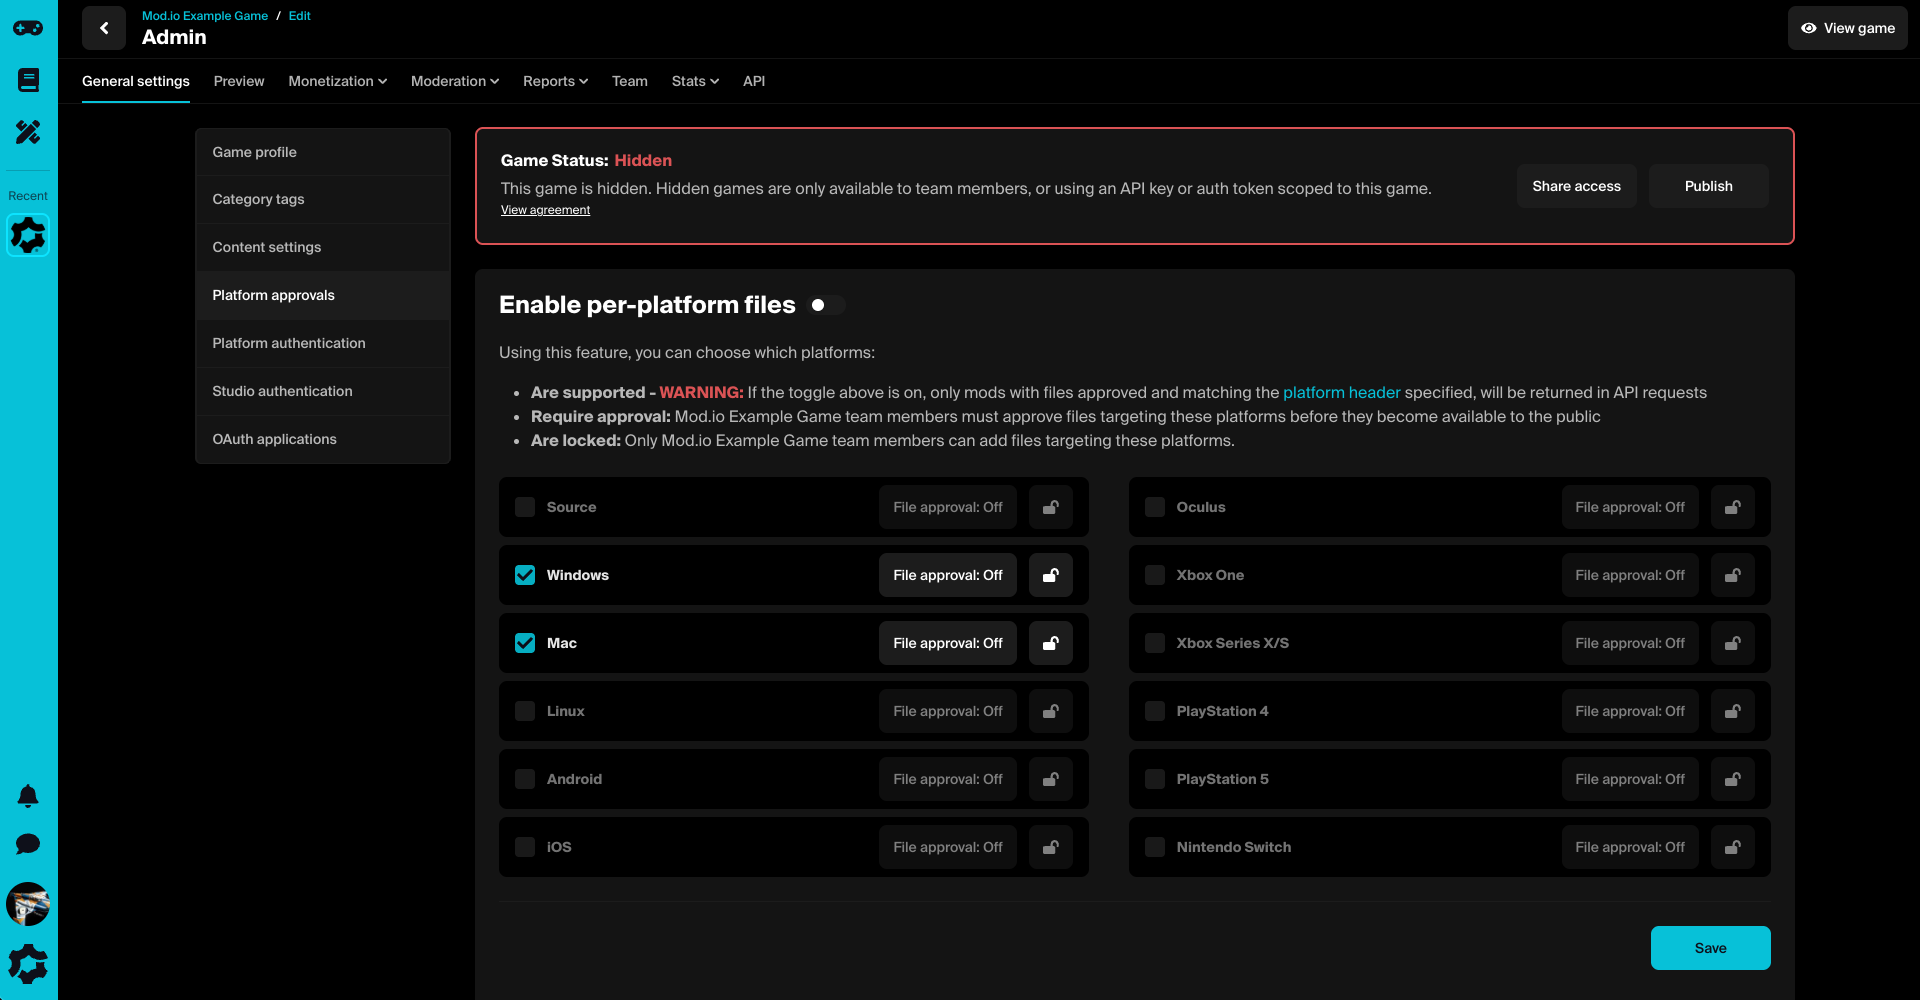 Mod.io Example Game / Edit
Admin
View game
General settings
Preview
Monetization
Moderation
Reports
Team
Stats
API
Recent
Game profile
Category tags
Content settings
Platform approvals
Platform authentication
Studio authentication
OAuth applications
Game Status: Hidden
This game is hidden. Hidden games are only available to team members, or using an API key or auth token scoped to this game.
View agreement
Share access
Publish
Enable per-platform files
Using this feature, you can choose which platforms:
• Are supported - WARNING: If the toggle above is on, only mods with files approved and matching the platform header specified, will be returned in API requests
• Require approval: Mod.io Example Game team members must approve files targeting these platforms before they become available to the public
• Are locked: Only Mod.io Example Game team members can add files targeting these platforms.
Source File approval: Off
Windows File approval: Off
Mac File approval: Off
Linux File approval: Off
Android File approval: Off
iOS File approval: Off
Oculus File approval: Off
Xbox One File approval: Off
Xbox Series X/S File approval: Off
PlayStation 4 File approval: Off
PlayStation 5 File approval: Off
Nintendo Switch File approval: Off
Save